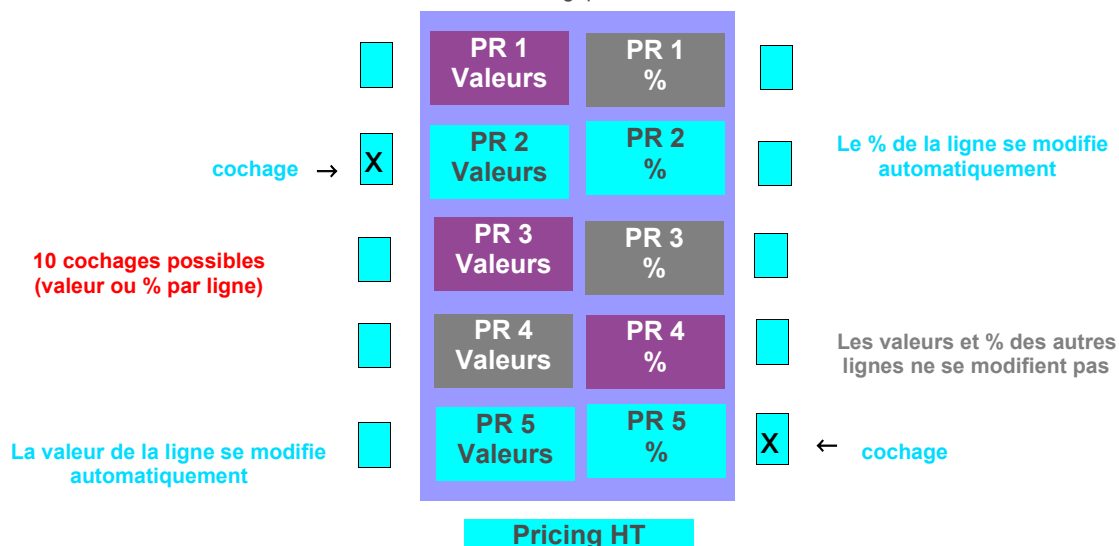 PR 1
Valeurs
PR 1
%
cochage → X
PR 2
Valeurs
PR 2
%
Le % de la ligne se modifie
automatiquement
10 cochages possibles
(valeur ou % par ligne)
PR 3
Valeurs
PR 3
%
PR 4
Valeurs
PR 4
%
Les valeurs et % des autres
lignes ne se modifient pas
La valeur de la ligne se modifie
automatiquement
PR 5
Valeurs
PR 5
%
X ← cochage
Pricing HT